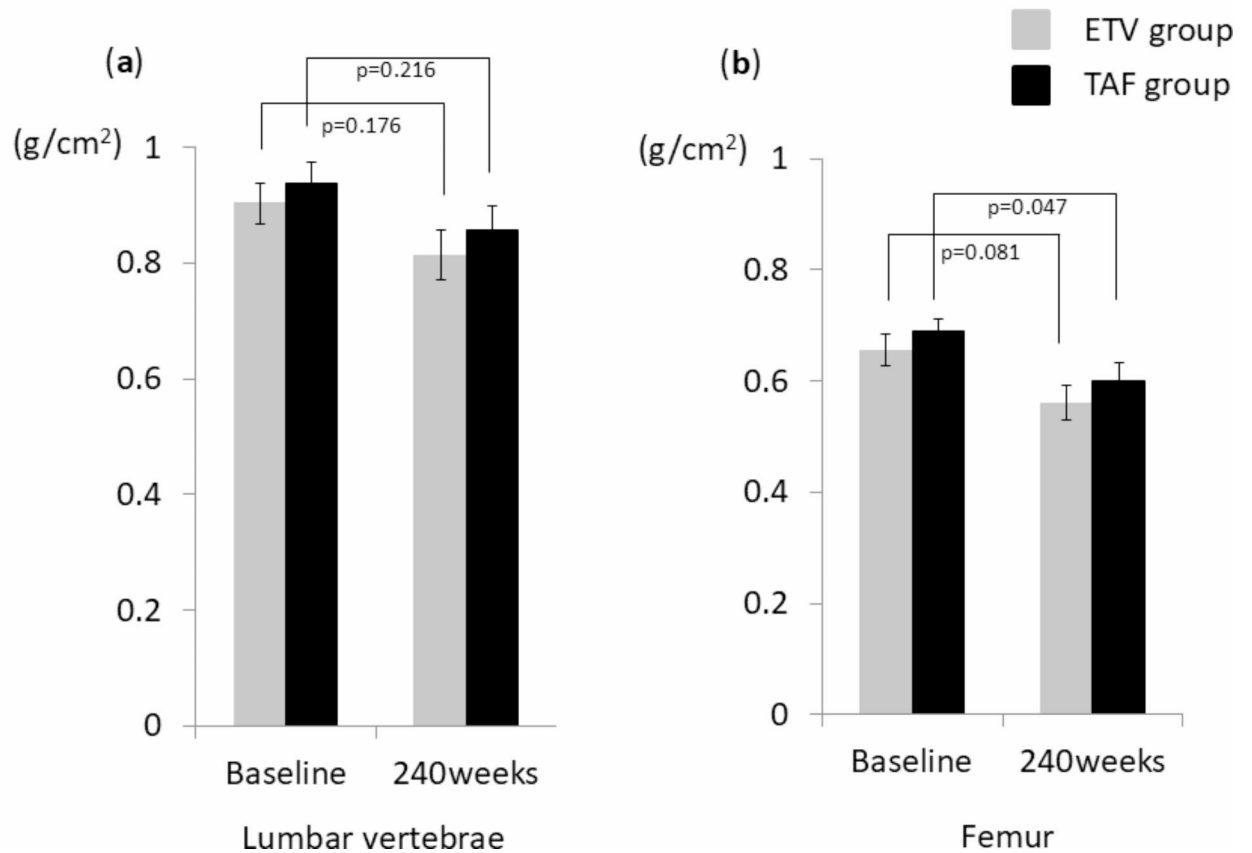 ETV group
TAF group
(a)
p=0.216
p=0.176
(g/cm²)
1
0.8
0.6
0.4
0.2
0
Baseline 240weeks
Lumbar vertebrae
(b)
(g/cm²)
1
p=0.047
p=0.081
0.8
0.6
0.4
0.2
0
Baseline 240weeks
Femur